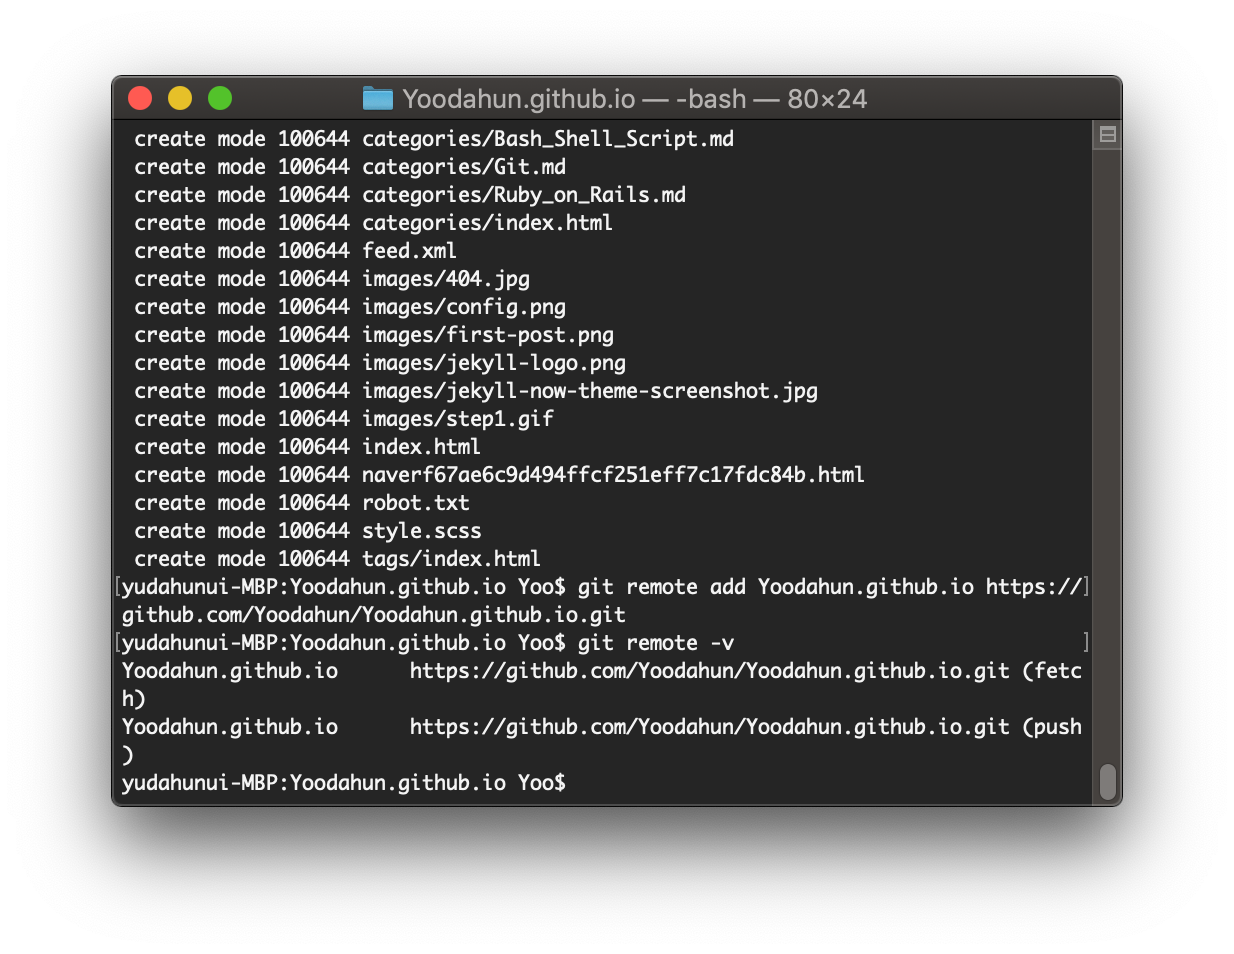 Yoodahun.github.io — -bash — 80×24
create mode 100644 categories/Bash_Shell_Script.md
create mode 100644 categories/Git.md
create mode 100644 categories/Ruby_on_Rails.md
create mode 100644 categories/index.html
create mode 100644 feed.xml
create mode 100644 images/404.jpg
create mode 100644 images/config.png
create mode 100644 images/first-post.png
create mode 100644 images/jekyll-logo.png
create mode 100644 images/jekyll-now-theme-screenshot.jpg
create mode 100644 images/step1.gif
create mode 100644 index.html
create mode 100644 naverf67ae6c9d494ffcf251eff7c17fdc84b.html
create mode 100644 robot.txt
create mode 100644 style.scss
create mode 100644 tags/index.html
[yudahunui-MBP:Yoodahun.github.io Yoo$ git remote add Yoodahun.github.io https://]
github.com/Yoodahun/Yoodahun.github.io.git
[yudahunui-MBP:Yoodahun.github.io Yoo$ git remote -v ]
Yoodahun.github.io https://github.com/Yoodahun/Yoodahun.github.io.git (fetc
h)
Yoodahun.github.io https://github.com/Yoodahun/Yoodahun.github.io.git (push
)
yudahunui-MBP:Yoodahun.github.io Yoo$